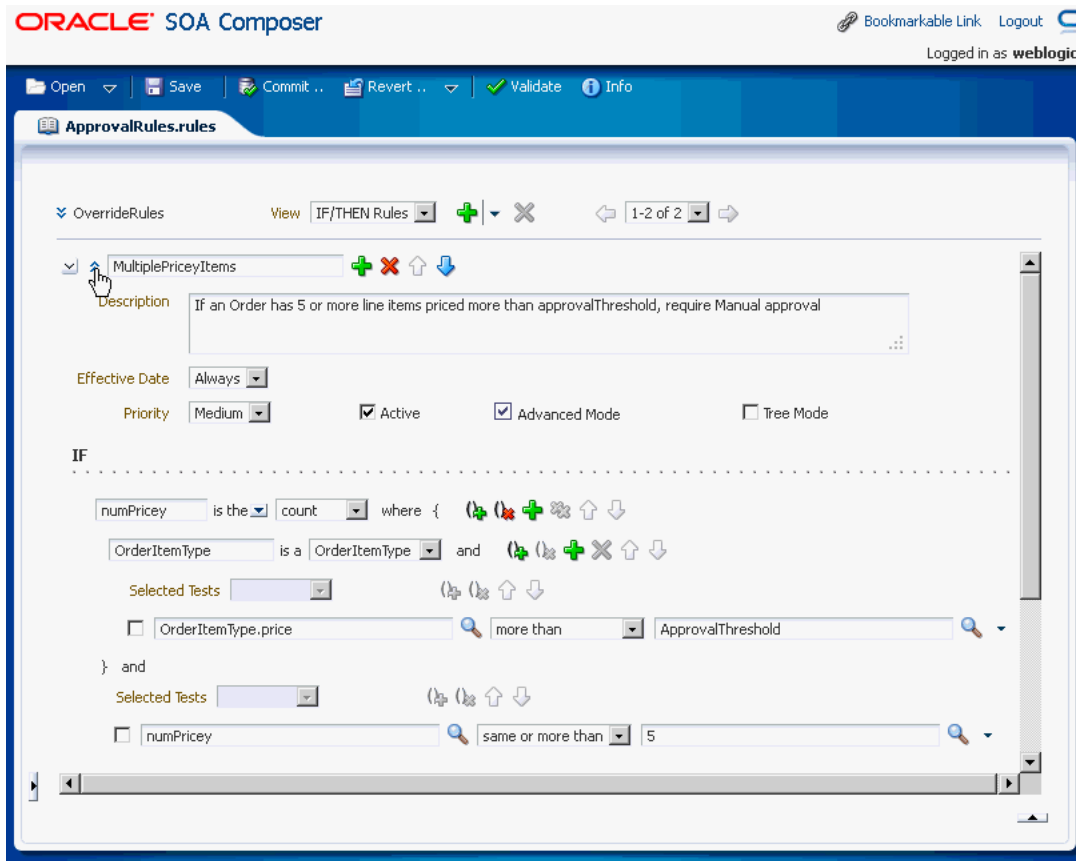 ORACLE SOA Composer
Bookmarkable Link Logout
Logged in as weblogic
Open Save Commit .. Revert .. Validate Info
ApprovalRules.rules
OverrideRules View IF/THEN Rules 1-2 of 2
MultiplePriceyItems
Description If an Order has 5 or more line items priced more than approvalThreshold, require Manual approval
Effective Date Always
Priority Medium Active Advanced Mode Tree Mode
IF
numPricey is the count where {
OrderItemType is a OrderItemType and
Selected Tests
OrderItemType.price more than ApprovalThreshold
} and
Selected Tests
numPricey same or more than 5